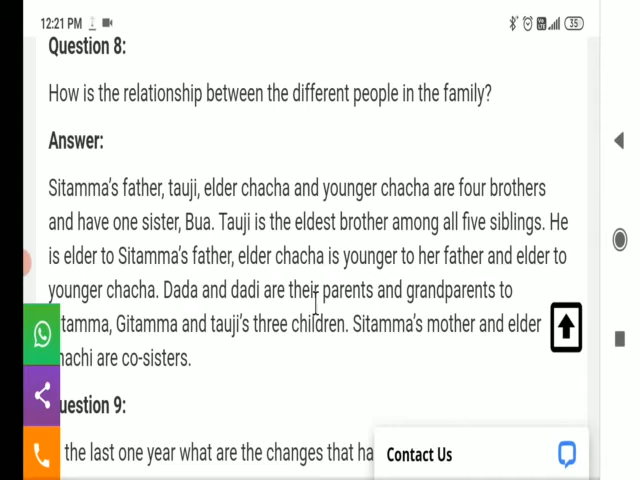 12:21 PM
35
Question 8:
How is the relationship between the different people in the family?
Answer:
Sitamma's father, tauji, elder chacha and younger chacha are four brothers
and have one sister, Bua. Tauji is the eldest brother among all five siblings. He
is elder to Sitamma's father, elder chacha is younger to her father and elder to
younger chacha. Dada and dadi are their parents and grandparents to
tamma, Gitamma and tauji's three children. Sitamma's mother and elder
hachi are co-sisters.
uestion 9:
the last one year what are the changes that ha
Contact Us